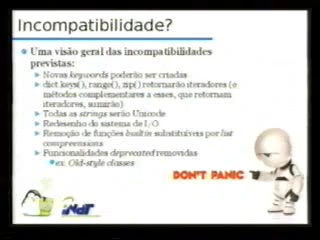 Incompatibilidade?
Uma visão geral das incompatibilidades
previstas:
Novas keywords poderão ser criadas
dict.keys(), range(), zip() retornarão iteradores (e
métodos complementares a esses, que retornam
iteradores, sumirão)
Todas as strings serão Unicode
Redesenho do sistema de I/O
Remoção de funções builtin substituíveis por list
compreensions
Funcionalidades deprecated removidas
ex. Old-style classes
DON'T PANIC
iNdT